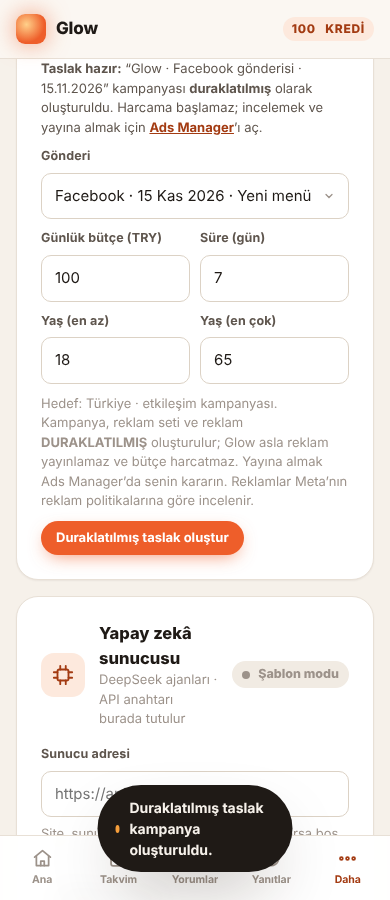 Glow
100 KREDİ
Taslak hazır: “Glow · Facebook gönderisi ·
15.11.2026” kampanyası duraklatılmış olarak
oluşturuldu. Harcama başlamaz; incelemek ve
yayına almak için Ads Manager’ı aç.
Gönderi
Facebook · 15 Kas 2026 · Yeni menü
Günlük bütçe (TRY)
Süre (gün)
100
7
Yaş (en az)
Yaş (en çok)
18
65
Hedef: Türkiye · etkileşim kampanyası.
Kampanya, reklam seti ve reklam
DURAKLATILMIŞ oluşturulur; Glow asla reklam
yayınlamaz ve bütçe harcatmaz. Yayına almak
Ads Manager’da senin kararın. Reklamlar Meta’nın
reklam politikalarına göre incelenir.
Duraklatılmış taslak oluştur
Yapay zekâ
sunucusu
DeepSeek ajanları ·
API anahtarı
burada tutulur
Şablon modu
Sunucu adresi
https://
Duraklatılmış taslak
kampanya
oluşturuldu.
Ana
Takvim
Yorumlar
Yanıtlar
Daha